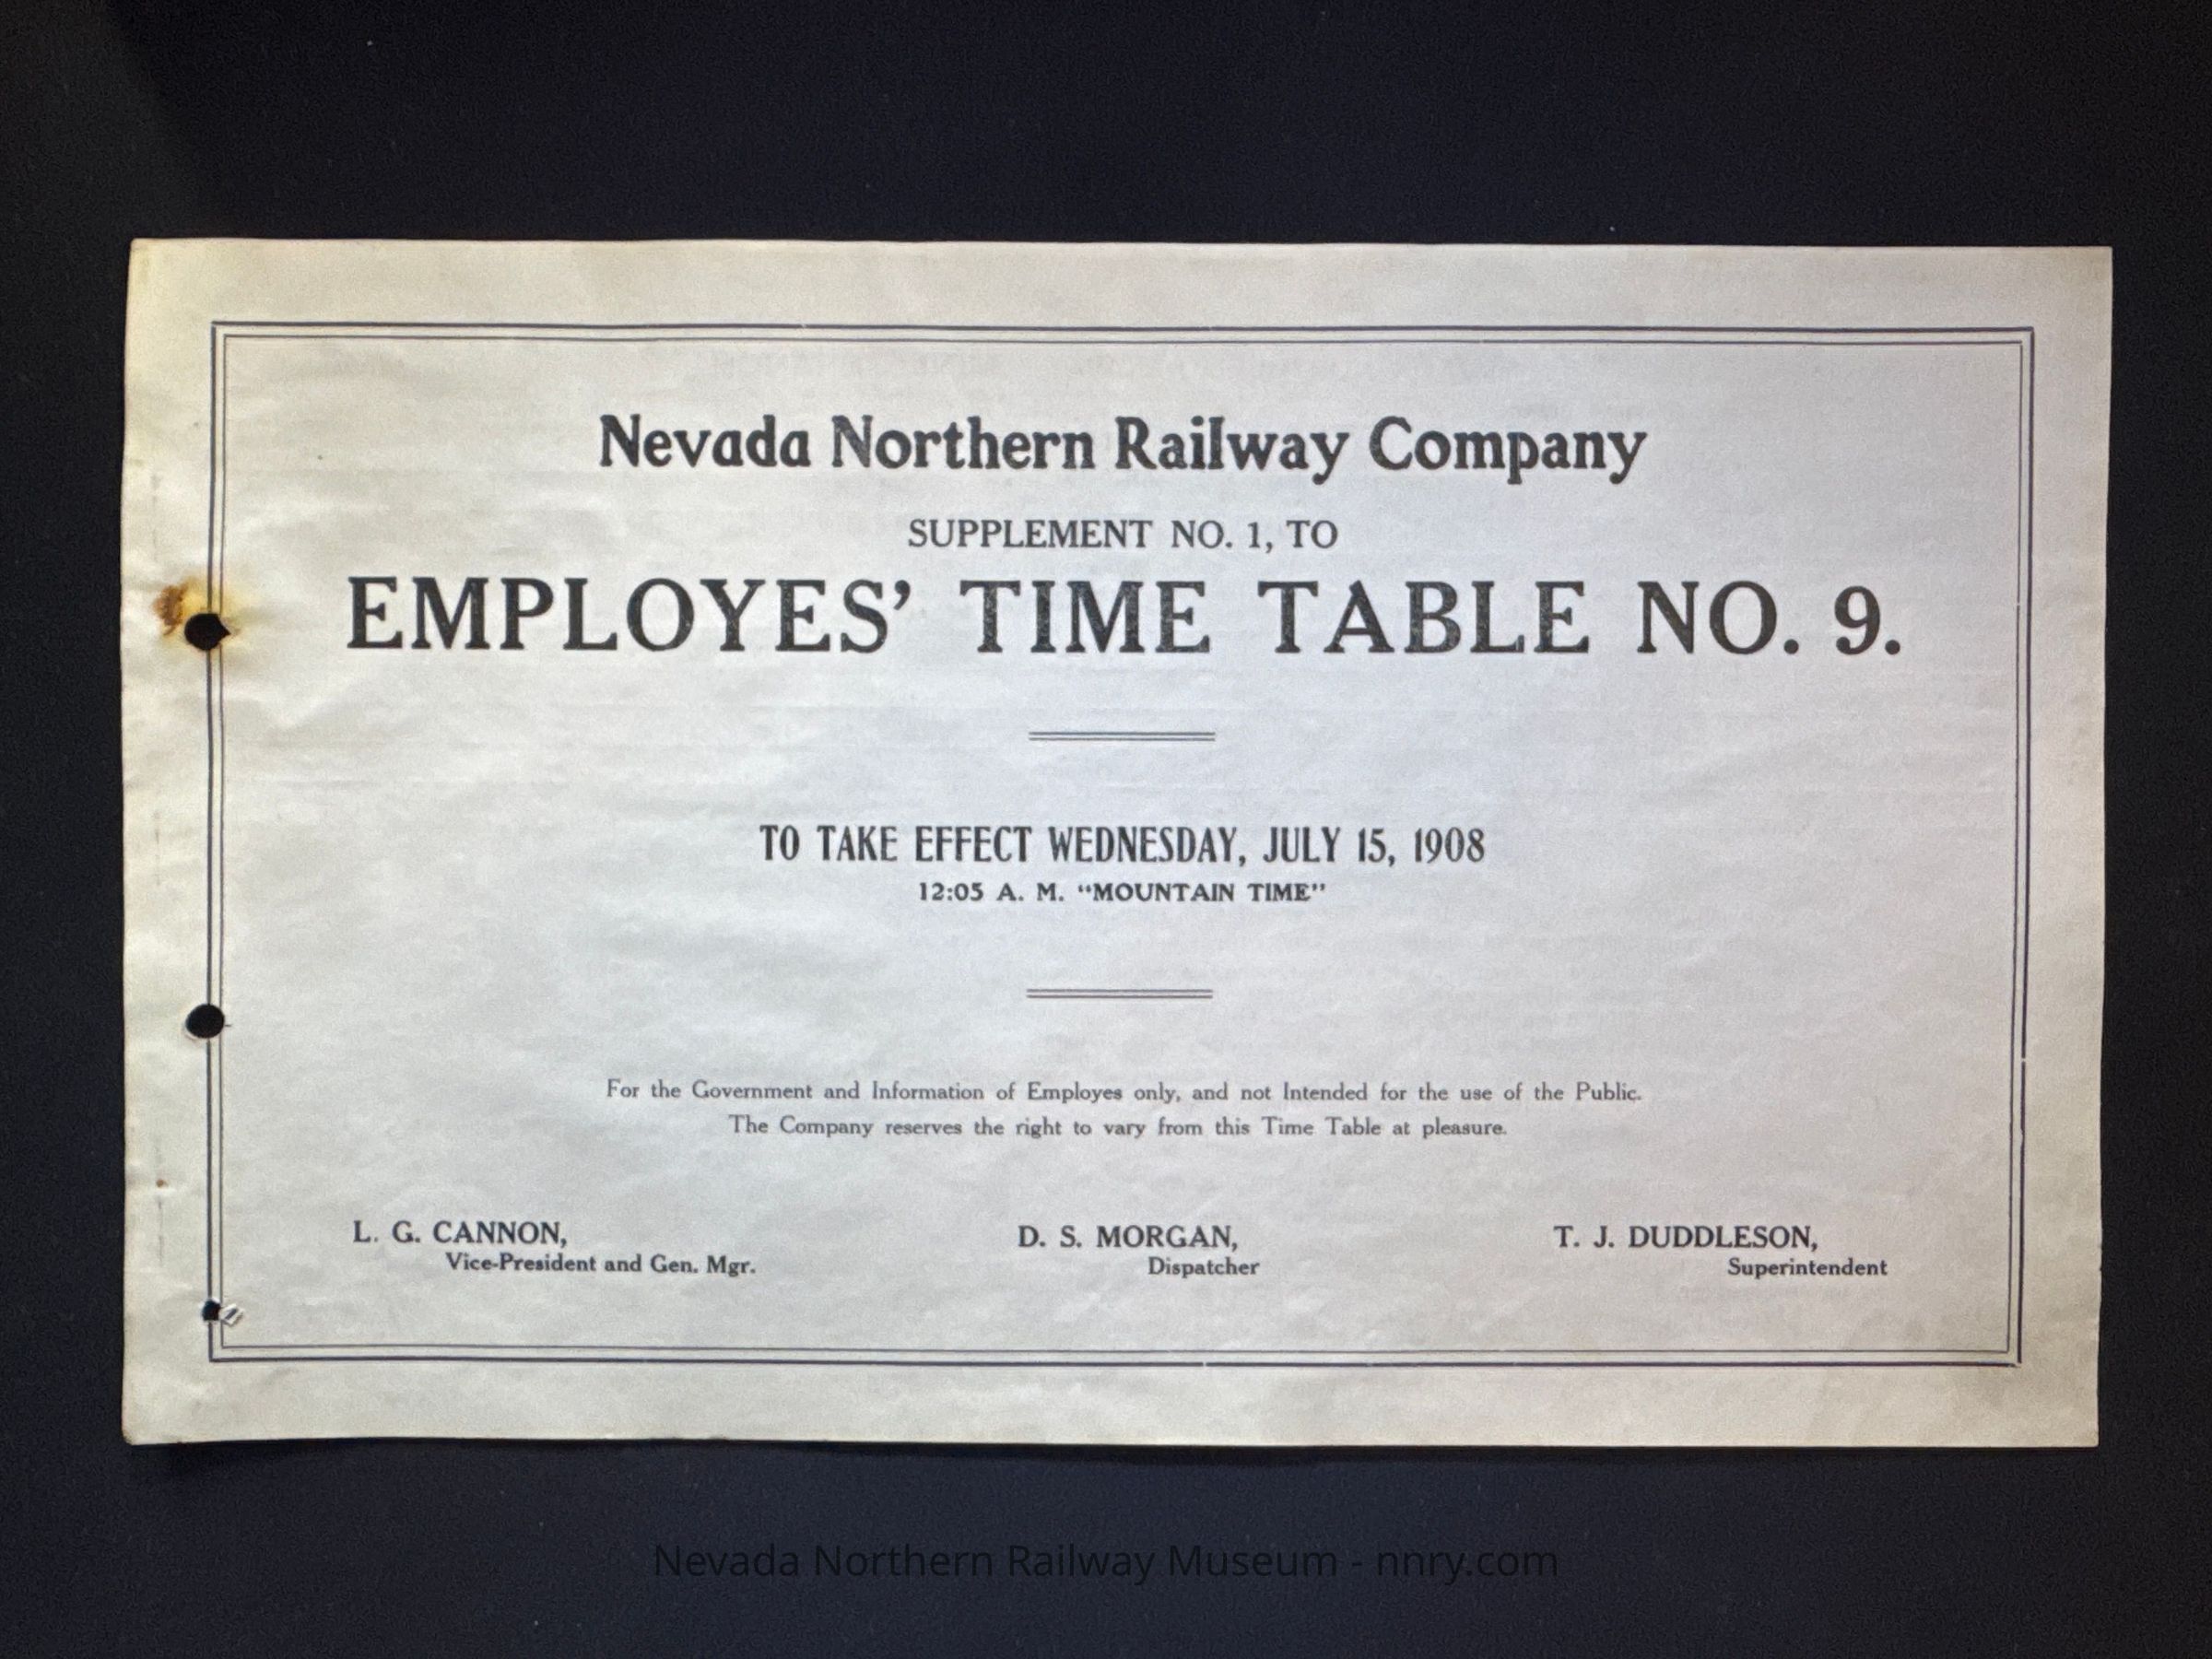 Nevada Northern Railway Company
SUPPLEMENT NO. 1, TO
EMPLOYES' TIME TABLE NO. 9.
TO TAKE EFFECT WEDNESDAY, JULY 15, 1908
12:05 A. M. "MOUNTAIN TIME"
For the Government and Information of Employes only, and not Intended for the use of the Public.
The Company reserves the right to vary from this Time Table at pleasure.
L. G. CANNON,
Vice-President and Gen. Mgr.
D. S. MORGAN,
Dispatcher
T. J. DUDDLESON,
Superintendent
Nevada Northern Railway Museum - nnry.com